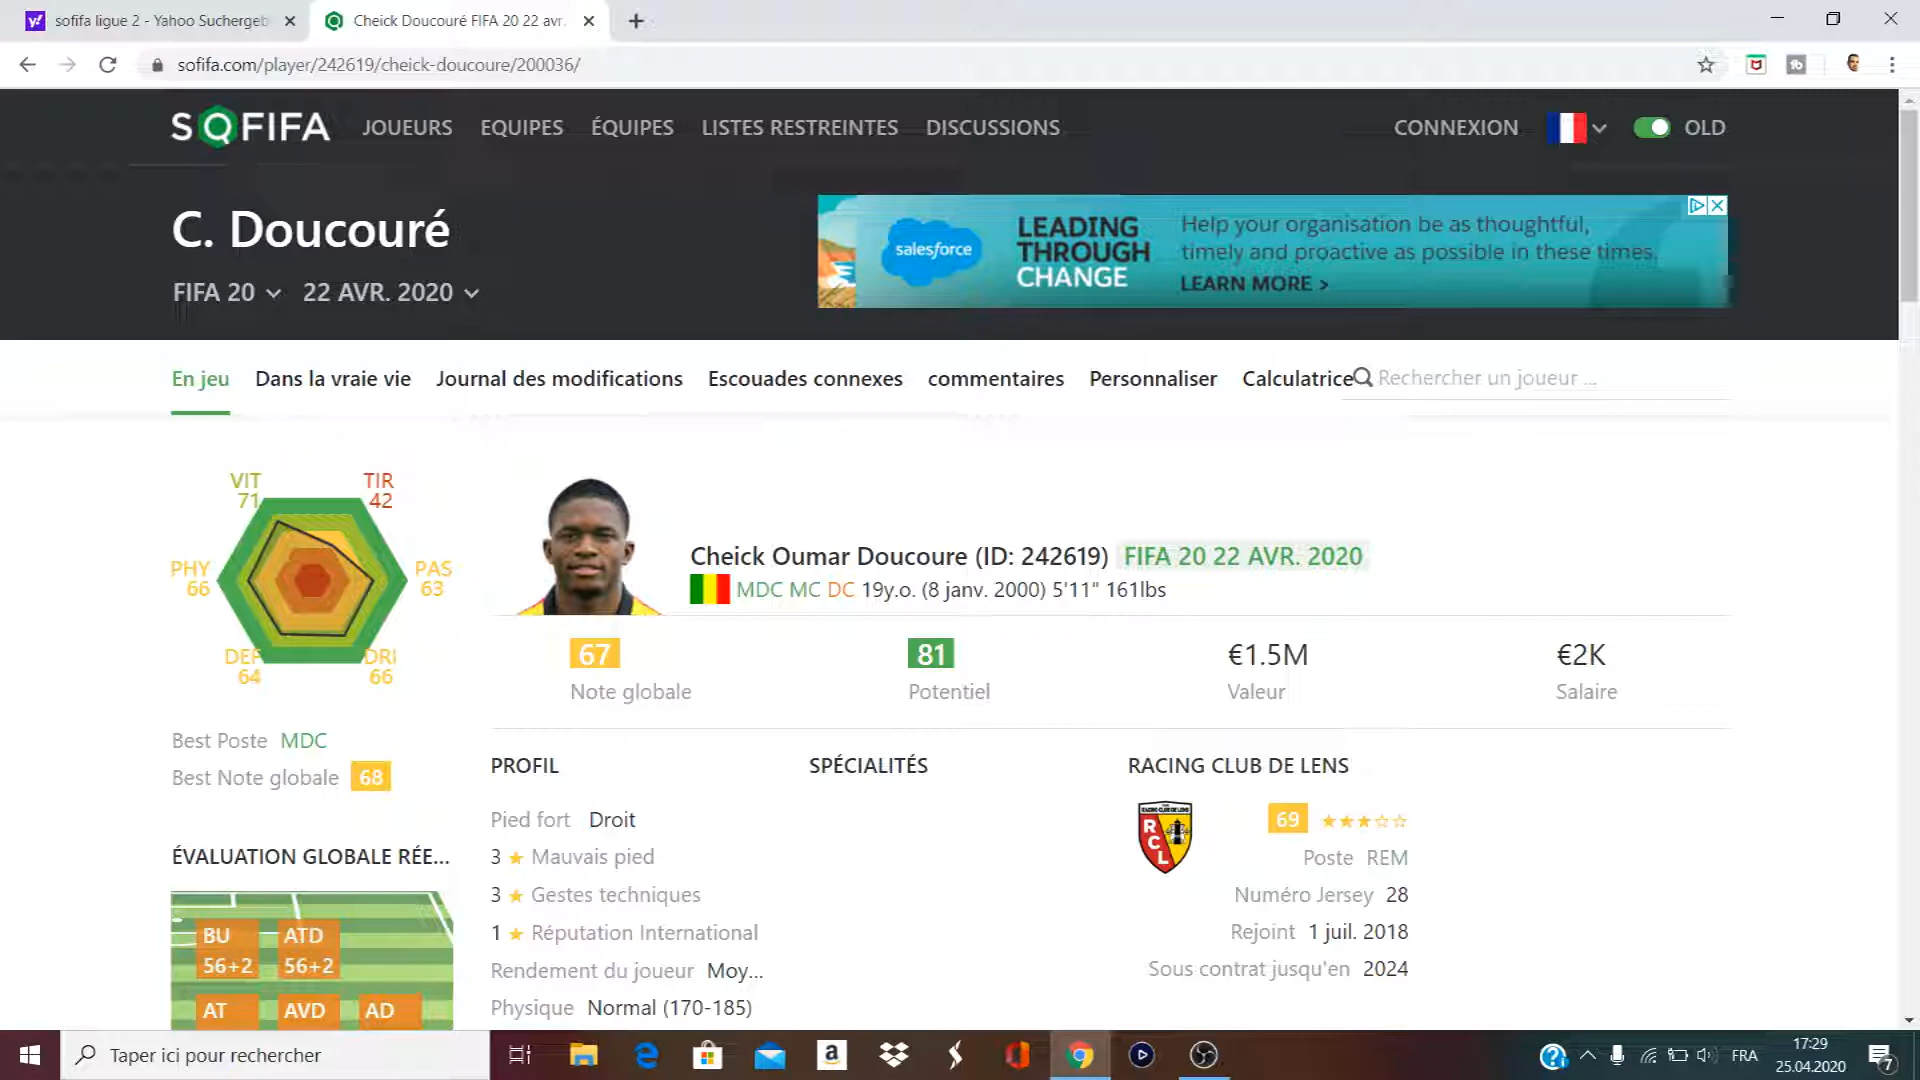 sofifa ligue 2 - Yahoo Suchergeb
Cheick Doucouré FIFA 20 22 avr.
sofifa.com/player/242619/cheick-doucoure/200036/
SOFIFA JOUEURS EQUIPES ÉQUIPES LISTES RESTREINTES DISCUSSIONS CONNEXION OLD
C. Doucouré
FIFA 20 22 AVR. 2020
salesforce
LEADING
THROUGH
CHANGE
Help your organisation be as thoughtful,
timely and proactive as possible in these times.
LEARN MORE >
En jeu Dans la vraie vie Journal des modifications Escouades connexes commentaires Personnaliser Calculatrice Rechercher un joueur ...
VIT
71
TIR
42
PHY
66
PAS
63
DEF
64
DRI
66
Cheick Oumar Doucoure (ID: 242619) FIFA 20 22 AVR. 2020
MDC MC DC 19y.o. (8 janv. 2000) 5'11" 161lbs
67
Note globale
81
Potentiel
€1.5M
Valeur
€2K
Salaire
Best Poste MDC
Best Note globale 68
PROFIL
Pied fort Droit
3 Mauvais pied
3 Gestes techniques
1 Réputation International
Rendement du joueur Moy...
Physique Normal (170-185)
SPÉCIALITÉS
RACING CLUB DE LENS
RCL
69
Poste REM
Numéro Jersey 28
Rejoint 1 juil. 2018
Sous contrat jusqu'en 2024
ÉVALUATION GLOBALE RÉE...
BU ATD
56+2 56+2
AT AVD AD
Taper ici pour rechercher
FRA
17:29
25.04.2020
7